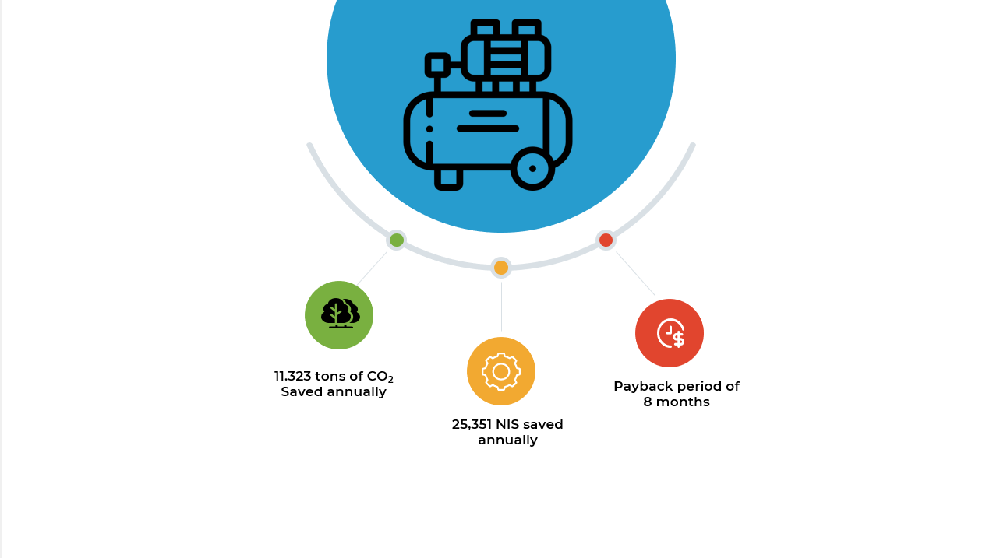 11.323 tons of CO₂
Saved annually
25,351 NIS saved
annually
Payback period of
8 months